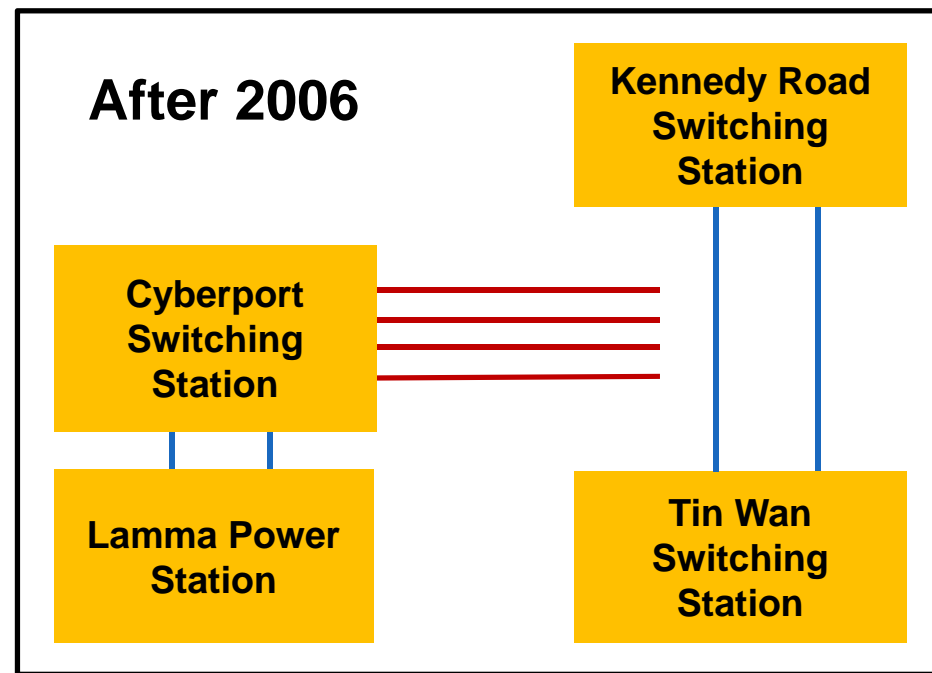 After 2006
Kennedy Road
Switching
Station
Cyberport
Switching
Station
Lamma Power
Station
Tin Wan
Switching
Station